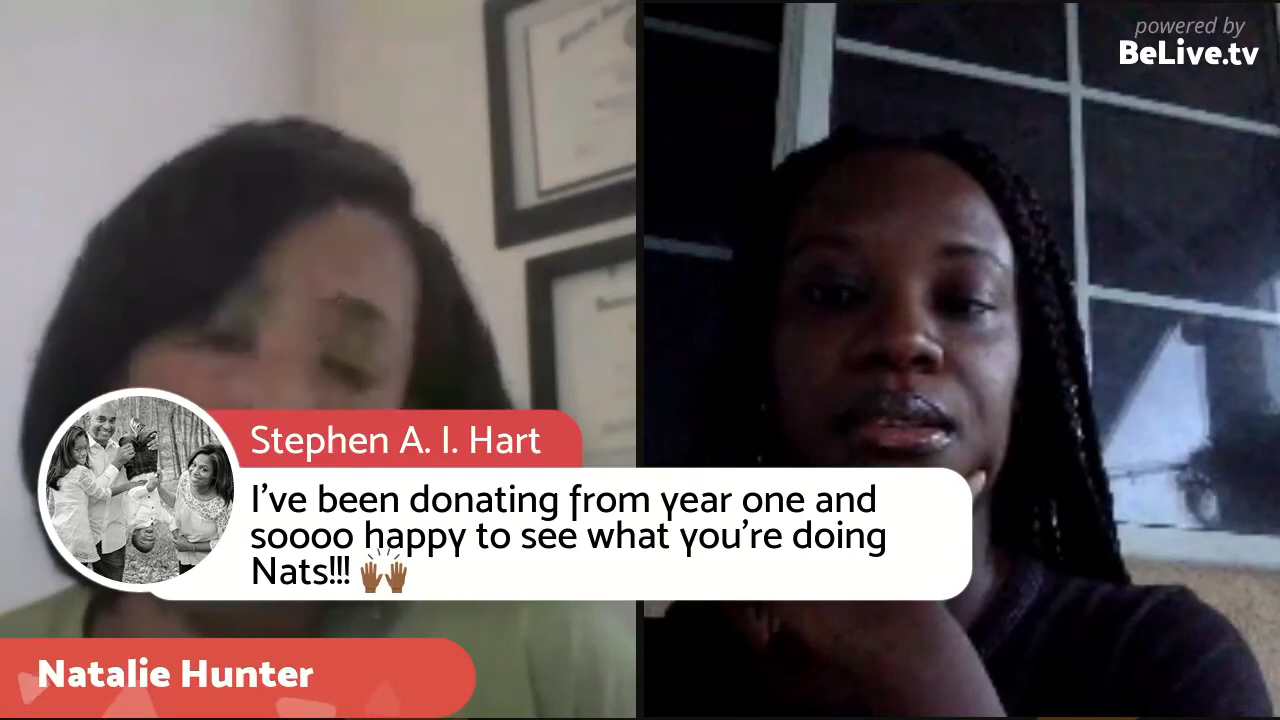 powered by
BeLive.tv
Stephen A. I. Hart
I've been donating from year one and
soooo happy to see what you're doing
Nats!!! 🙌🏾
Natalie Hunter